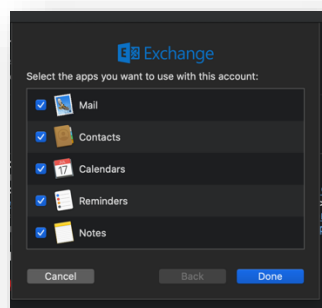 Exchange
Select the apps you want to use with this account:
Mail
Contacts
17 Calendars
Reminders
Notes
Cancel Back Done